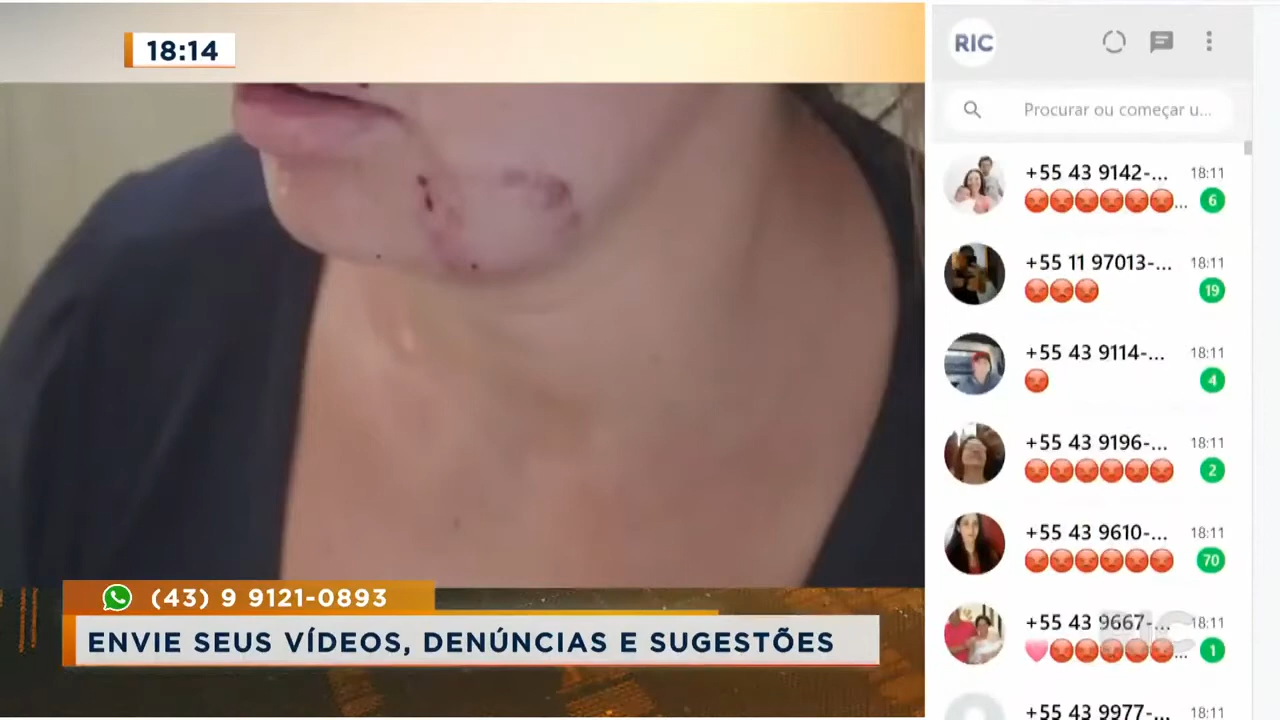 18:14
(43) 9 9121-0893
ENVIE SEUS VÍDEOS, DENÚNCIAS E SUGESTÕES
RIC
Procurar ou começar u...
+55 43 9142-... 18:11
... 6
+55 11 97013-... 18:11
19
+55 43 9114-... 18:11
4
+55 43 9196-... 18:11
2
+55 43 9610-... 18:11
70
+55 43 9667-... 18:11
... 1
RIC
+55 43 9977-... 18:11